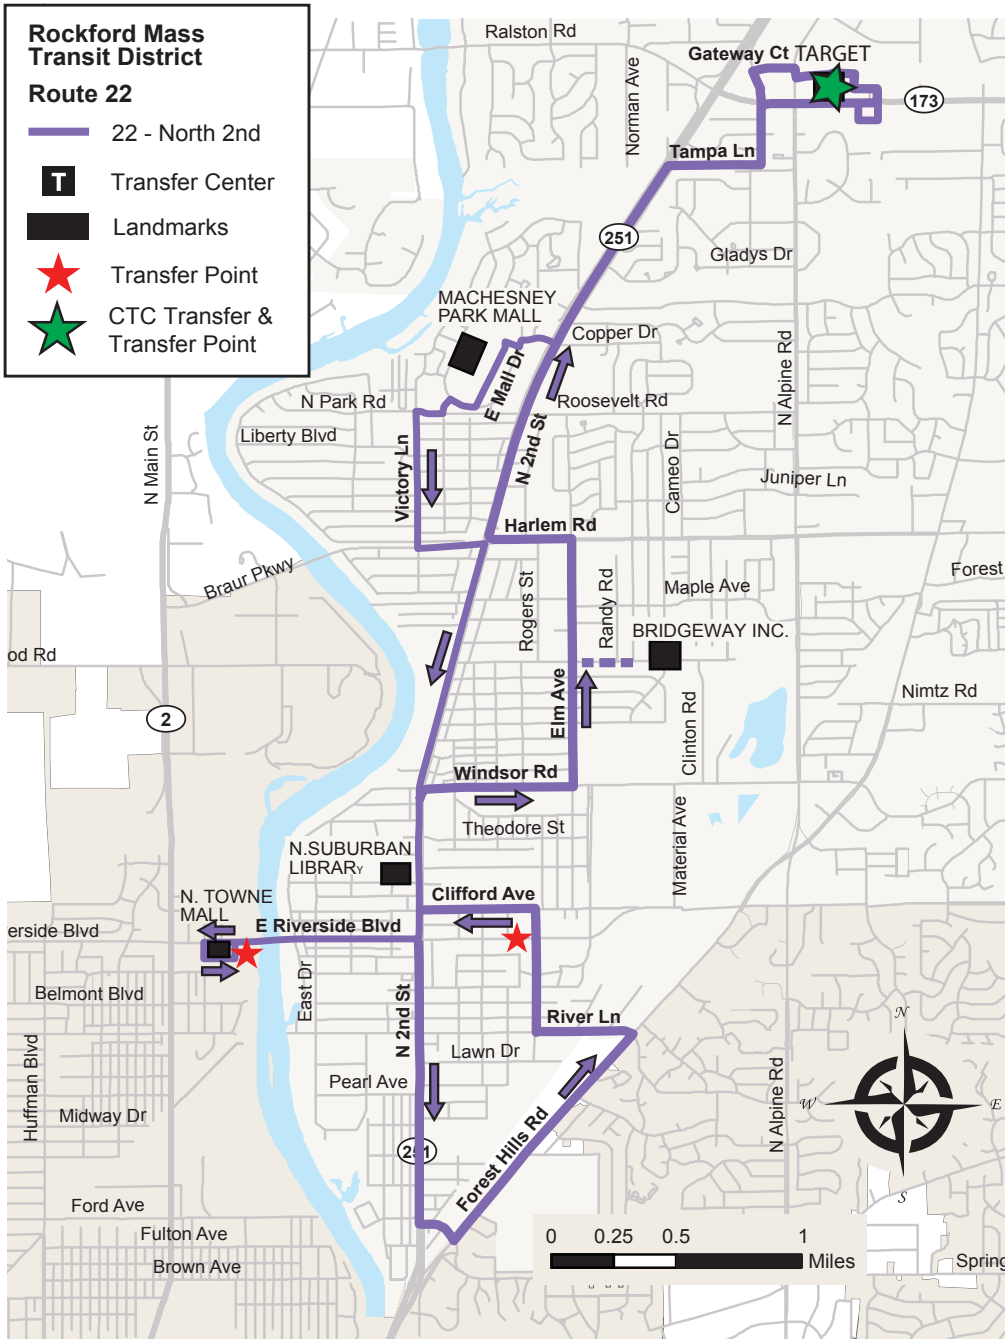 Rockford Mass
Transit District
Route 22
22 - North 2nd
T
Transfer Center
Landmarks
Transfer Point
CTC Transfer &
Transfer Point
Ralston Rd
Gateway Ct
TARGET
173
Norman Ave
Tampa Ln
251
Gladys Dr
MACHESNEY
PARK MALL
Copper Dr
N Alpine Rd
E Mall Dr
N Park Rd
Roosevelt Rd
Liberty Blvd
N Main St
Victory Ln
N 2nd St
Cameo Dr
Juniper Ln
Harlem Rd
Braur Pkwy
Forest
Rogers St
Randy Rd
Maple Ave
BRIDGEWAY INC.
od Rd
Elm Ave
Nimtz Rd
2
Clinton Rd
Windsor Rd
Theodore St
Material Ave
N.SUBURBAN
LIBRARY
N. TOWNE
MALL
Clifford Ave
erside Blvd
E Riverside Blvd
Belmont Blvd
East Dr
N 2nd St
River Ln
N
Lawn Dr
Huffman Blvd
Pearl Ave
Midway Dr
N Alpine Rd
W
E
251
Forest Hills Rd
S
Ford Ave
Fulton Ave
Brown Ave
0 0.25 0.5 1
Miles
Spring